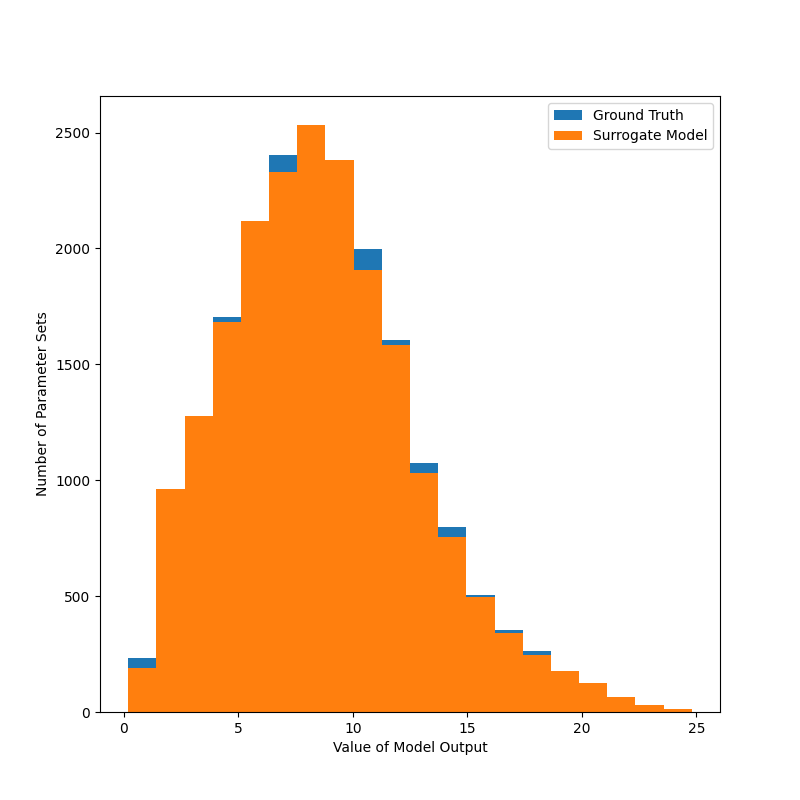 Ground Truth
Surrogate Model
2500
2000
1500
1000
500
0
Number of Parameter Sets
0 5 10 15 20 25
Value of Model Output